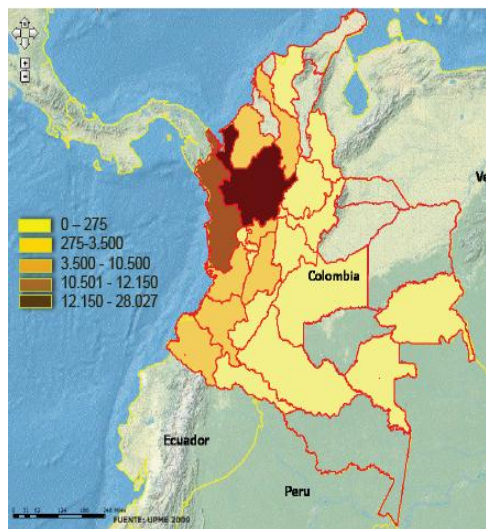 Ve
0 – 275
275-3.500
3.500 - 10.500
10.501 - 12.150
12.150 - 28.027
Colombia
Ecuador
Peru
FUENTE: UPME 2009